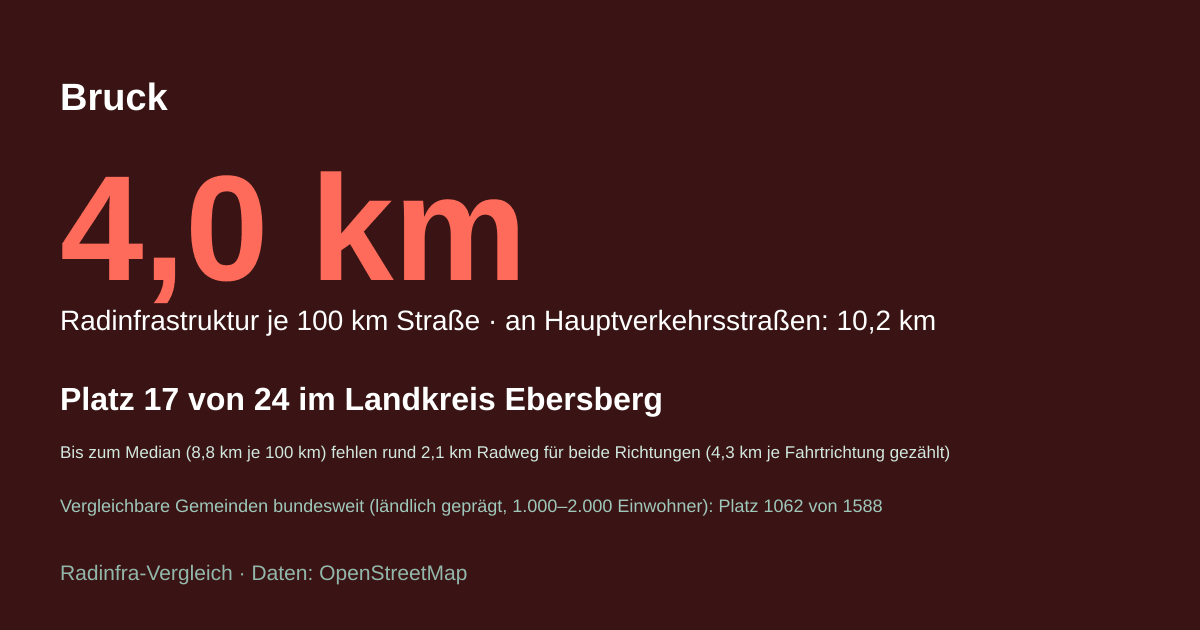 Bruck
4,0 km
Radinfrastruktur je 100 km Straße · an Hauptverkehrsstraßen: 10,2 km
Platz 17 von 24 im Landkreis Ebersberg
Bis zum Median (8,8 km je 100 km) fehlen rund 2,1 km Radweg für beide Richtungen (4,3 km je Fahrtrichtung gezählt)
Vergleichbare Gemeinden bundesweit (ländlich geprägt, 1.000–2.000 Einwohner): Platz 1062 von 1588
Radinfra-Vergleich · Daten: OpenStreetMap